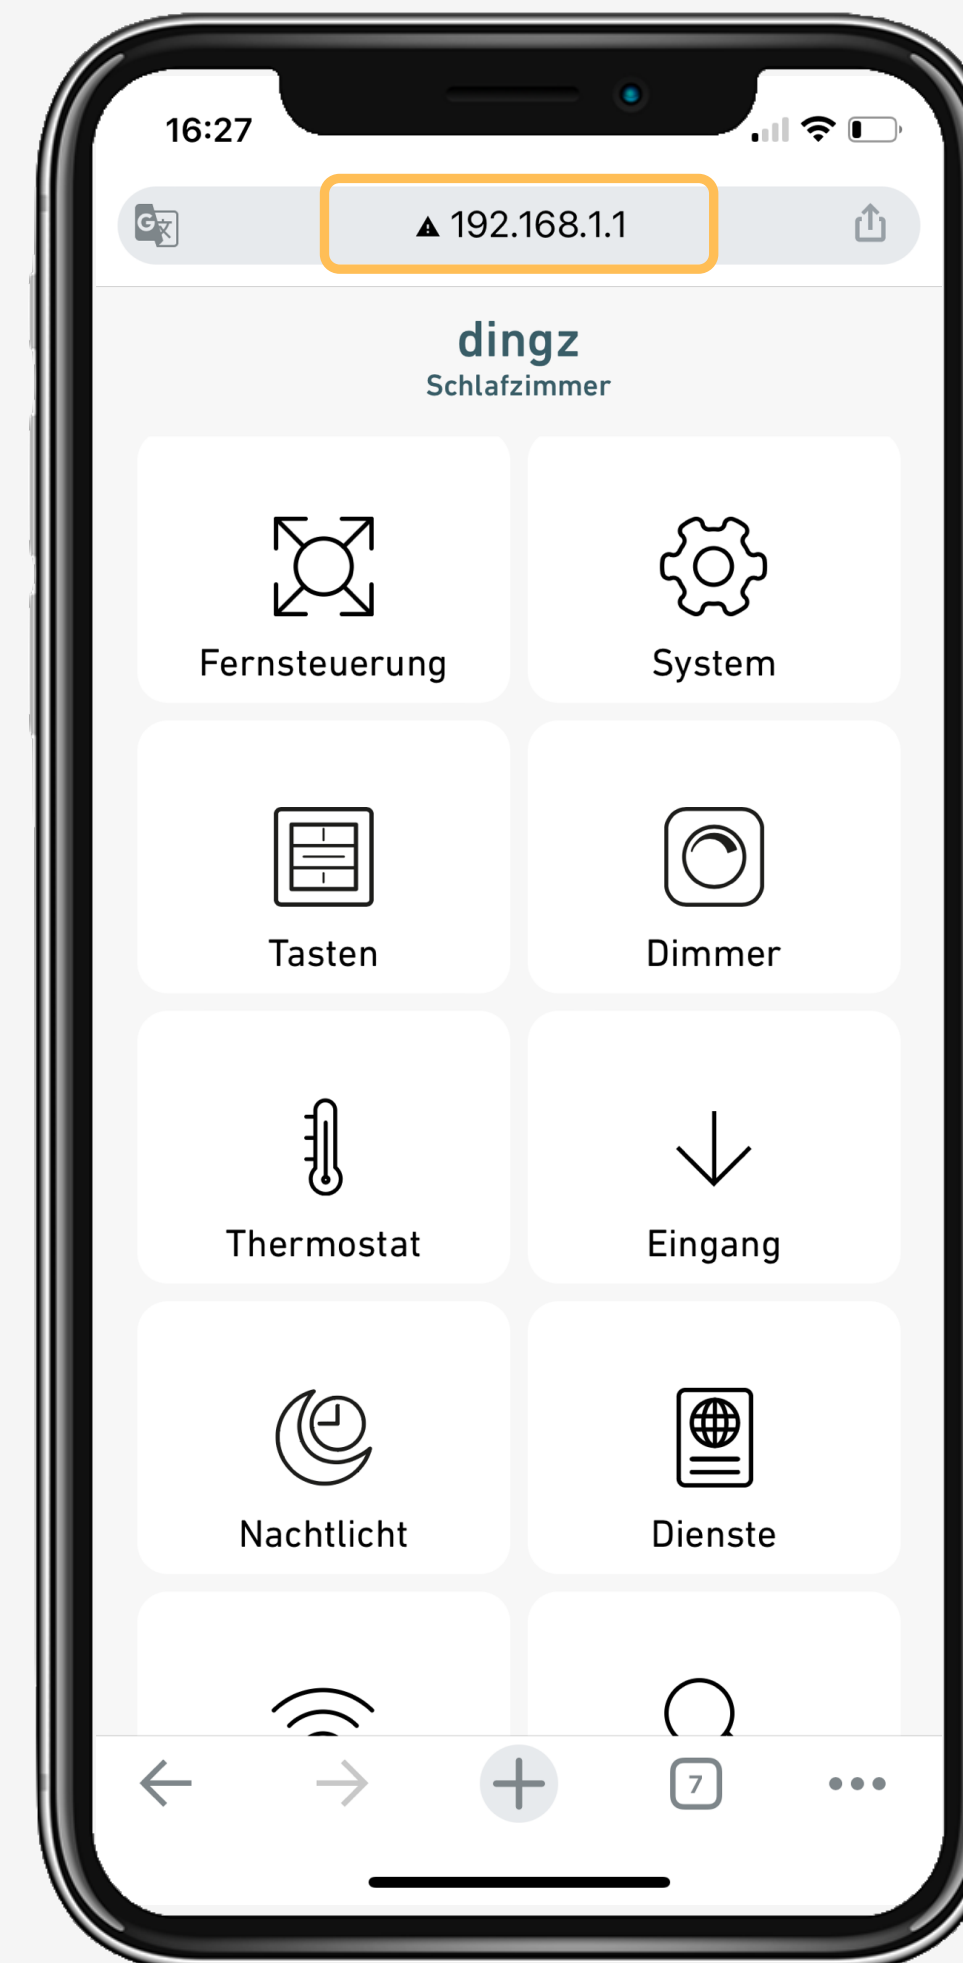 16:27
192.168.1.1
dingz
Schlafzimmer
Fernsteuerung
System
Tasten
Dimmer
Thermostat
Eingang
Nachtlicht
Dienste
7